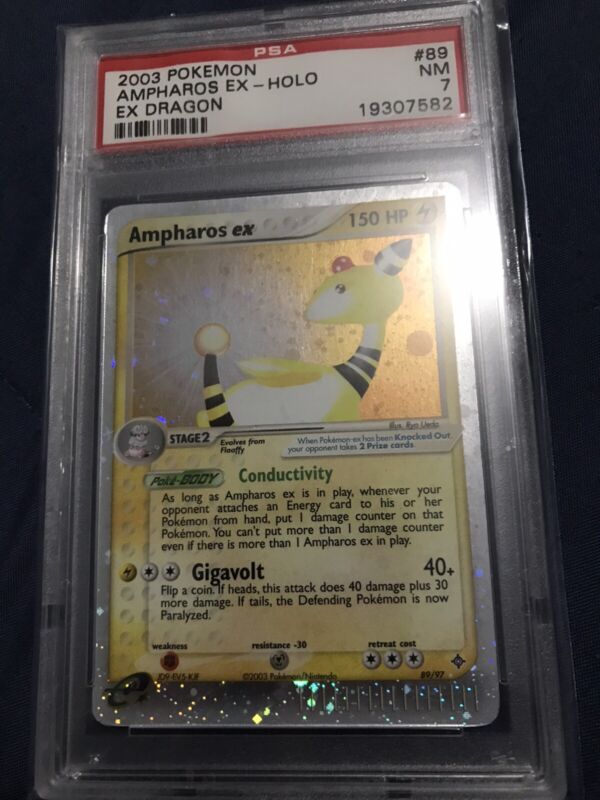 PSA
2003 POKEMON #89
AMPHAROS EX - HOLO NM
EX DRAGON 7
19307582
Ampharos ex 150 HP
Illus. Ryo Ueda
STAGE2
Evolves from
Flaaffy
When Pokémon-ex has been Knocked Out,
your opponent takes 2 Prize cards.
Poké-BODY Conductivity
As long as Ampharos ex is in play, whenever your
opponent attaches an Energy card to his or her
Pokémon from hand, put 1 damage counter on that
Pokémon. You can't put more than 1 damage counter
even if there is more than 1 Ampharos ex in play.
Gigavolt 40+
Flip a coin. If heads, this attack does 40 damage plus 30
more damage. If tails, the Defending Pokémon is now
Paralyzed.
weakness resistance -30 retreat cost
©2003 Pokémon/Nintendo 89/97